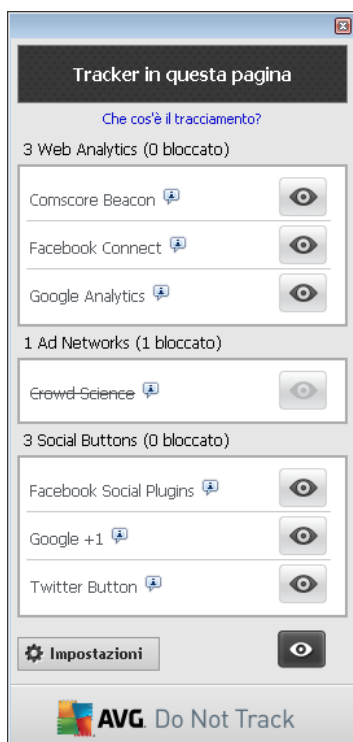 Tracker in questa pagina
Che cos'è il tracciamento?
3 Web Analytics (0 bloccato)
Comscore Beacon
Facebook Connect
Google Analytics
1 Ad Networks (1 bloccato)
Crowd Science
3 Social Buttons (0 bloccato)
Facebook Social Plugins
Google +1
Twitter Button
Impostazioni
AVG. Do Not Track